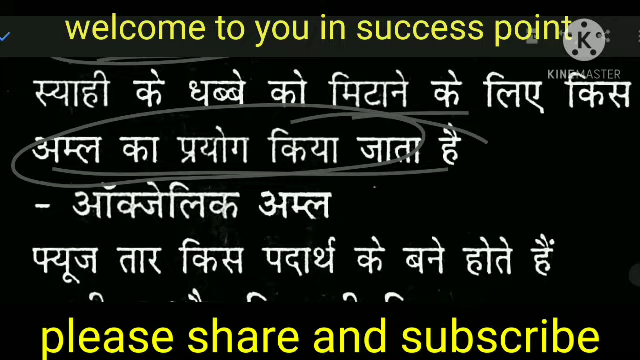 welcome to you in success point
KINEMASTER
स्याही के धब्बे को मिटाने के लिए किस
अम्ल का प्रयोग किया जाता है
- ऑक्जेलिक अम्ल
फ्यूज तार किस पदार्थ के बने होते हैं
please share and subscribe